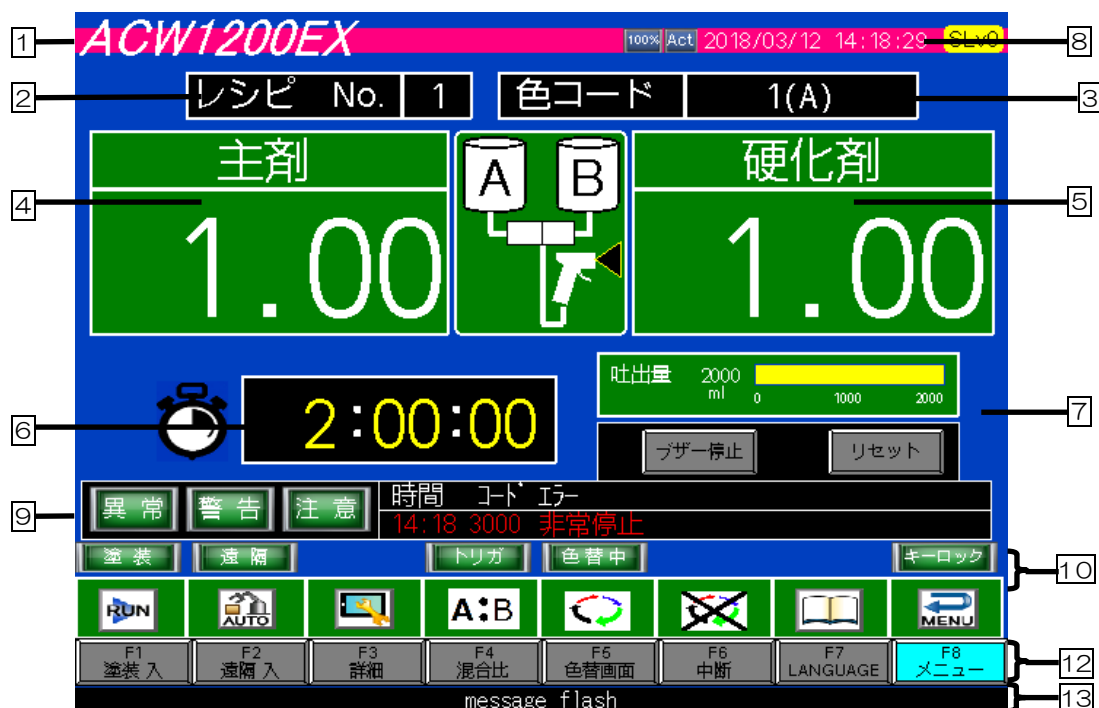 1 ACW1200EX 100% Act 2018/03/12 14:18:29 SLv0 8
2 レシピ No. 1 色コード 1(A) 3
主剤 A B 硬化剤
4 1.00 1.00 5
吐出量 2000 ml 0 1000 2000
6 2:00:00 7
ブザー停止 リセット
時間 コード エラー
9 異常 警告 注意 14:18 3000 非常停止
塗装 遠隔 トリガ 色替中 キーロック 10
RUN AUTO A:B MENU
F1 F2 F3 F4 F5 F6 F7 F8
塗装 入 遠隔 入 詳細 混合比 色替画面 中断 LANGUAGE メニュー 12
message flash 13